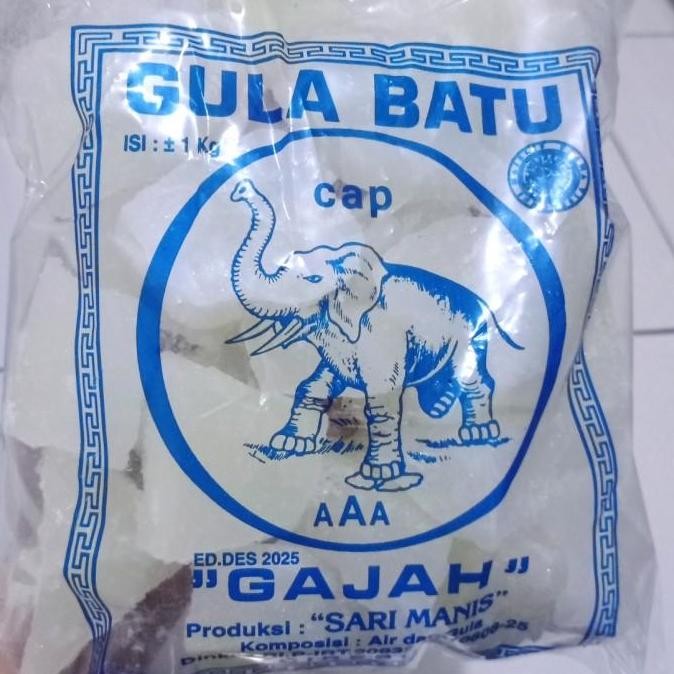 GULA BATU
ISI : ± 1 Kg
cap
AAA
ED.DES 2025
"GAJAH"
Produksi : "SARI MANIS"
Komposisi : Air dan Gula